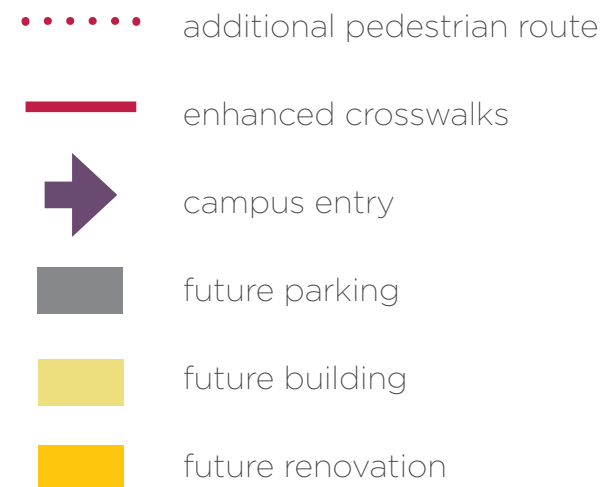 additional pedestrian route
enhanced crosswalks
campus entry
future parking
future building
future renovation